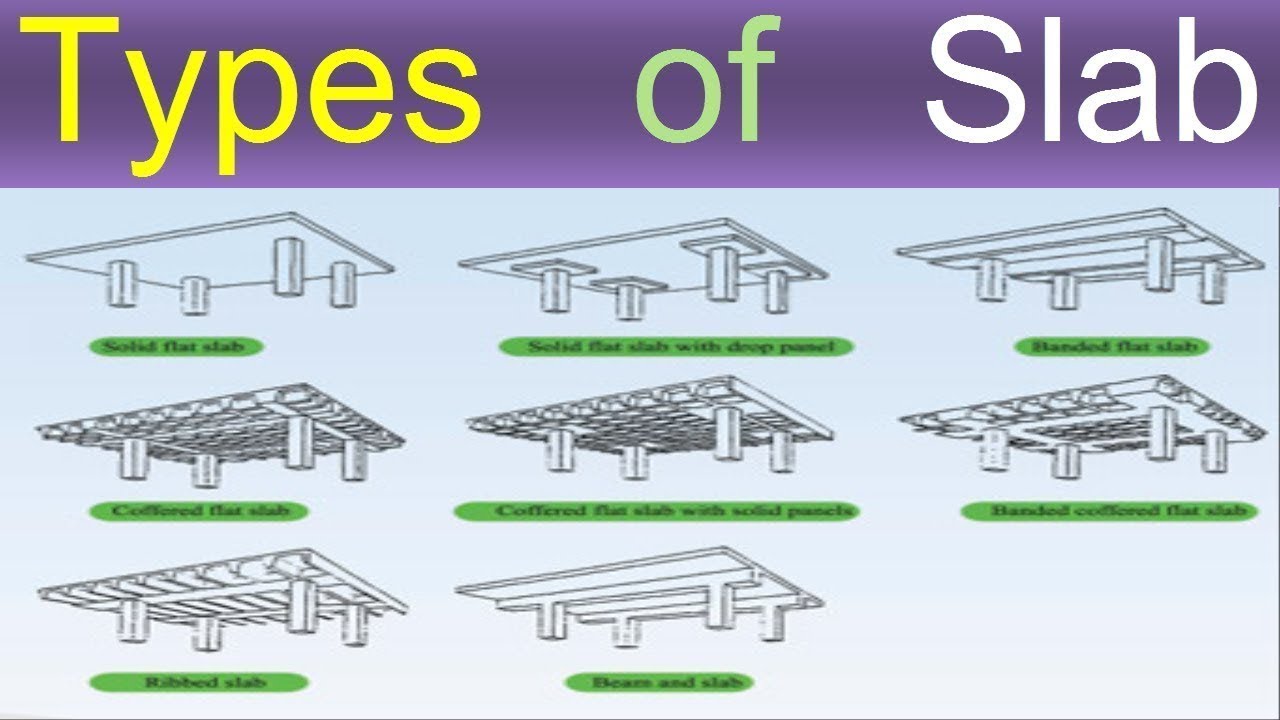 Types of Slab
Solid flat slab
Solid flat slab with drop panel
Banded flat slab
Coffered flat slab
Coffered flat slab with solid panels
Banded coffered flat slab
Ribbed slab
Beam and slab